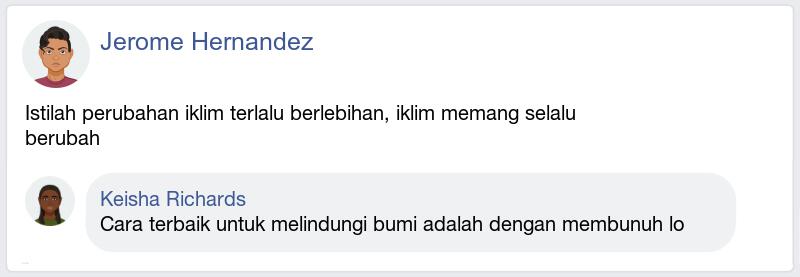 Jerome Hernandez
Istilah perubahan iklim terlalu berlebihan, iklim memang selalu
berubah
Keisha Richards
Cara terbaik untuk melindungi bumi adalah dengan membunuh lo